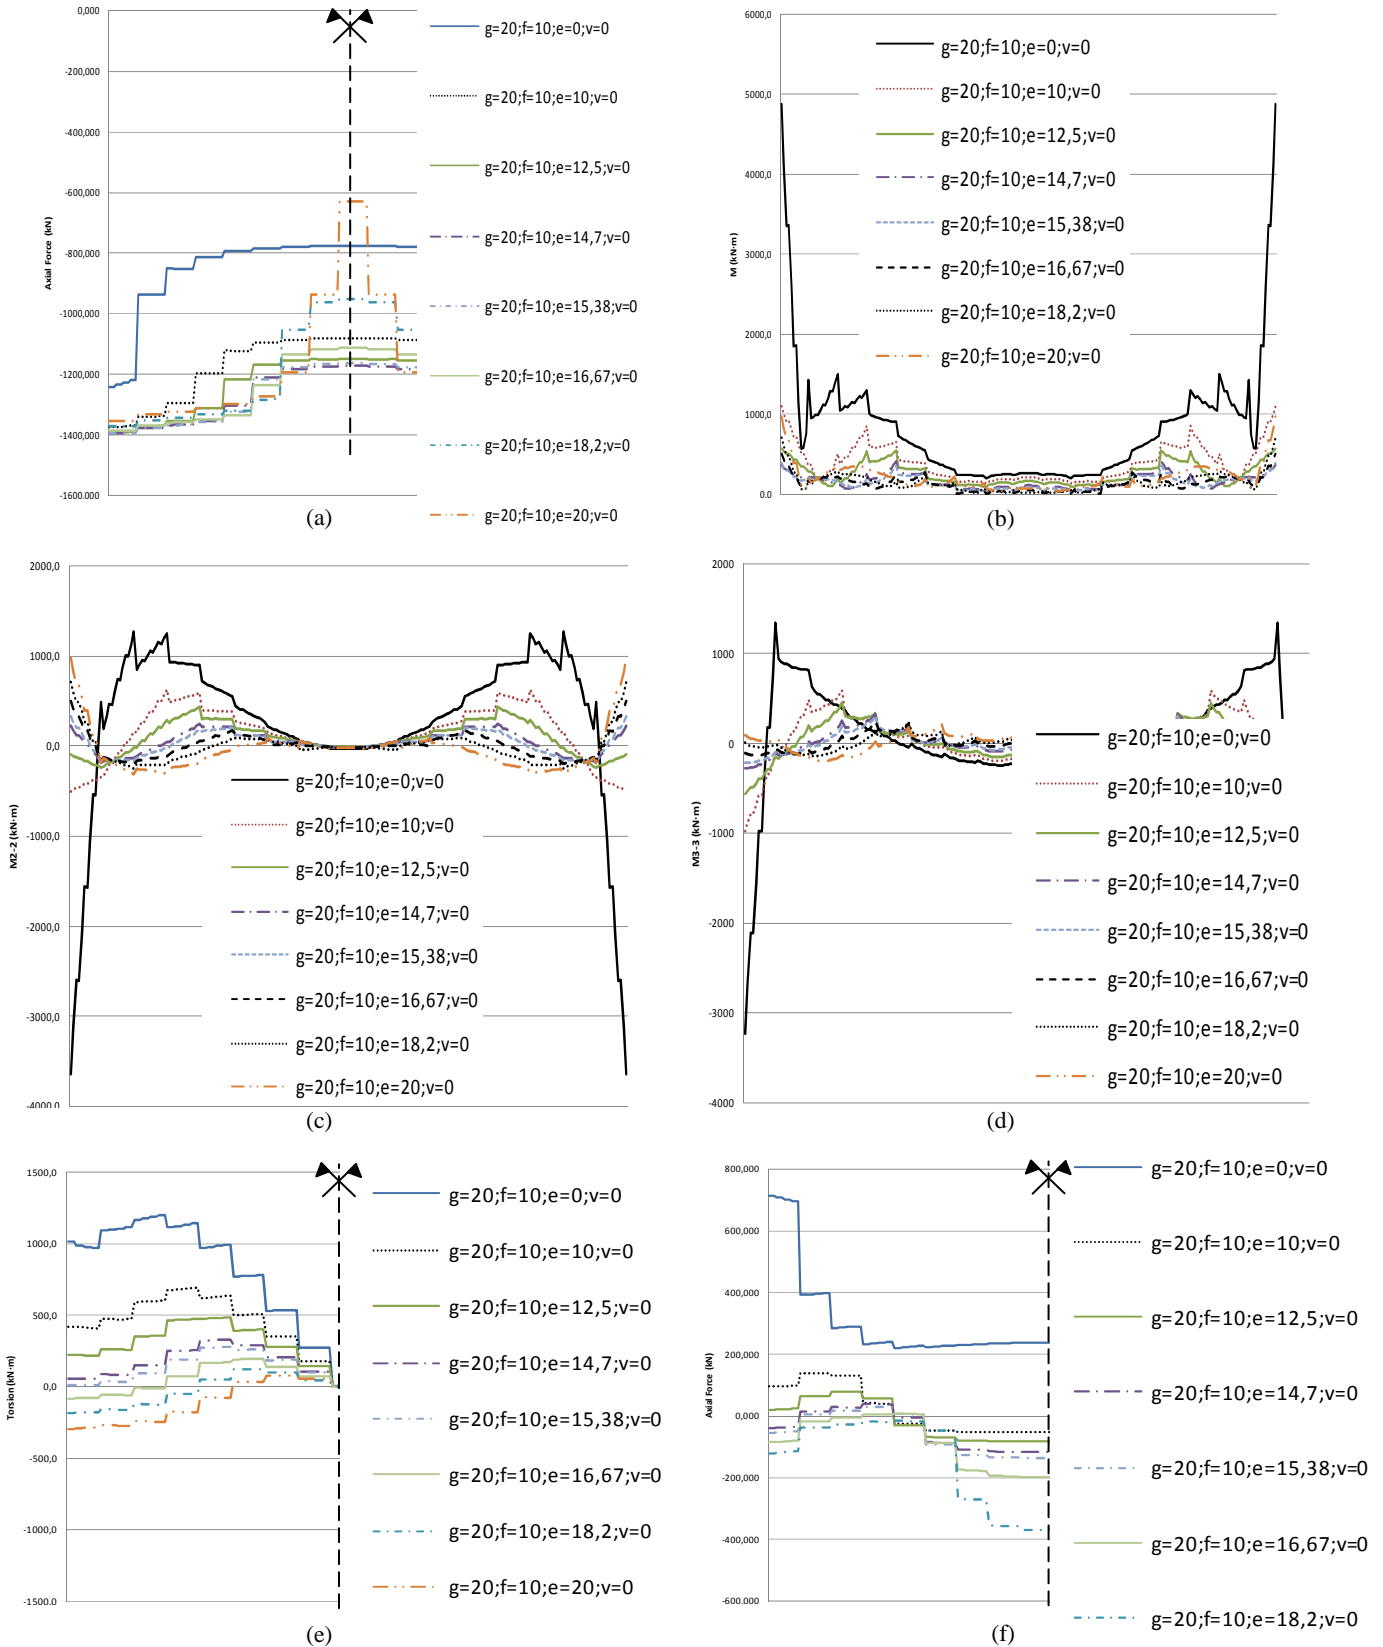 0,000
-200,000
-400,000
-600,000
-800,000
-1000,000
-1200,000
-1400,000
-1600.000
Axial Force (kN)
g=20;f=10;e=0;v=0
g=20;f=10;e=10;v=0
g=20;f=10;e=12,5;v=0
g=20;f=10;e=14,7;v=0
g=20;f=10;e=15,38;v=0
g=20;f=10;e=16,67;v=0
g=20;f=10;e=18,2;v=0
g=20;f=10;e=20;v=0
(a)
6000,0
5000,0
4000,0
3000,0
2000,0
1000,0
0.0
M (kN·m)
g=20;f=10;e=0;v=0
g=20;f=10;e=10;v=0
g=20;f=10;e=12,5;v=0
g=20;f=10;e=14,7;v=0
g=20;f=10;e=15,38;v=0
g=20;f=10;e=16,67;v=0
g=20;f=10;e=18,2;v=0
g=20;f=10;e=20;v=0
(b)
2000,0
1000,0
0,0
-1000,0
-2000,0
-3000,0
-4000.0
M2-2 (kN·m)
g=20;f=10;e=0;v=0
g=20;f=10;e=10;v=0
g=20;f=10;e=12,5;v=0
g=20;f=10;e=14,7;v=0
g=20;f=10;e=15,38;v=0
g=20;f=10;e=16,67;v=0
g=20;f=10;e=18,2;v=0
g=20;f=10;e=20;v=0
(c)
2000
1000
0
-1000
-2000
-3000
-4000
M3-3 (kN·m)
g=20;f=10;e=0;v=0
g=20;f=10;e=10;v=0
g=20;f=10;e=12,5;v=0
g=20;f=10;e=14,7;v=0
g=20;f=10;e=15,38;v=0
g=20;f=10;e=16,67;v=0
g=20;f=10;e=18,2;v=0
g=20;f=10;e=20;v=0
(d)
1500,0
1000,0
500,0
0,0
-500,0
-1000,0
-1500.0
Torsion (kN·m)
g=20;f=10;e=0;v=0
g=20;f=10;e=10;v=0
g=20;f=10;e=12,5;v=0
g=20;f=10;e=14,7;v=0
g=20;f=10;e=15,38;v=0
g=20;f=10;e=16,67;v=0
g=20;f=10;e=18,2;v=0
g=20;f=10;e=20;v=0
(e)
800,000
600,000
400,000
200,000
0,000
-200,000
-400,000
-600.000
Axial Force (kN)
g=20;f=10;e=0;v=0
g=20;f=10;e=10;v=0
g=20;f=10;e=12,5;v=0
g=20;f=10;e=14,7;v=0
g=20;f=10;e=15,38;v=0
g=20;f=10;e=16,67;v=0
g=20;f=10;e=18,2;v=0
(f)